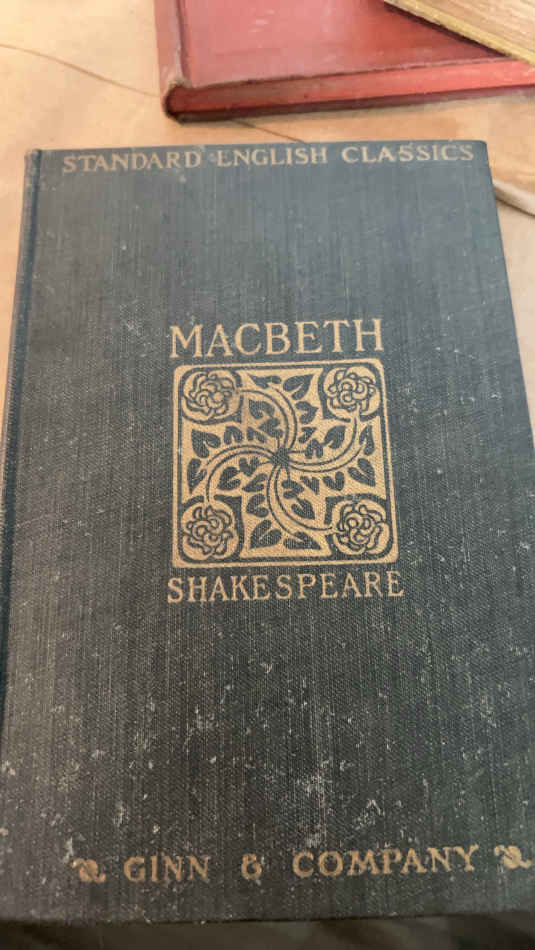 STANDARD ENGLISH CLASSICS
MACBETH
SHAKESPEARE
GINN & COMPANY